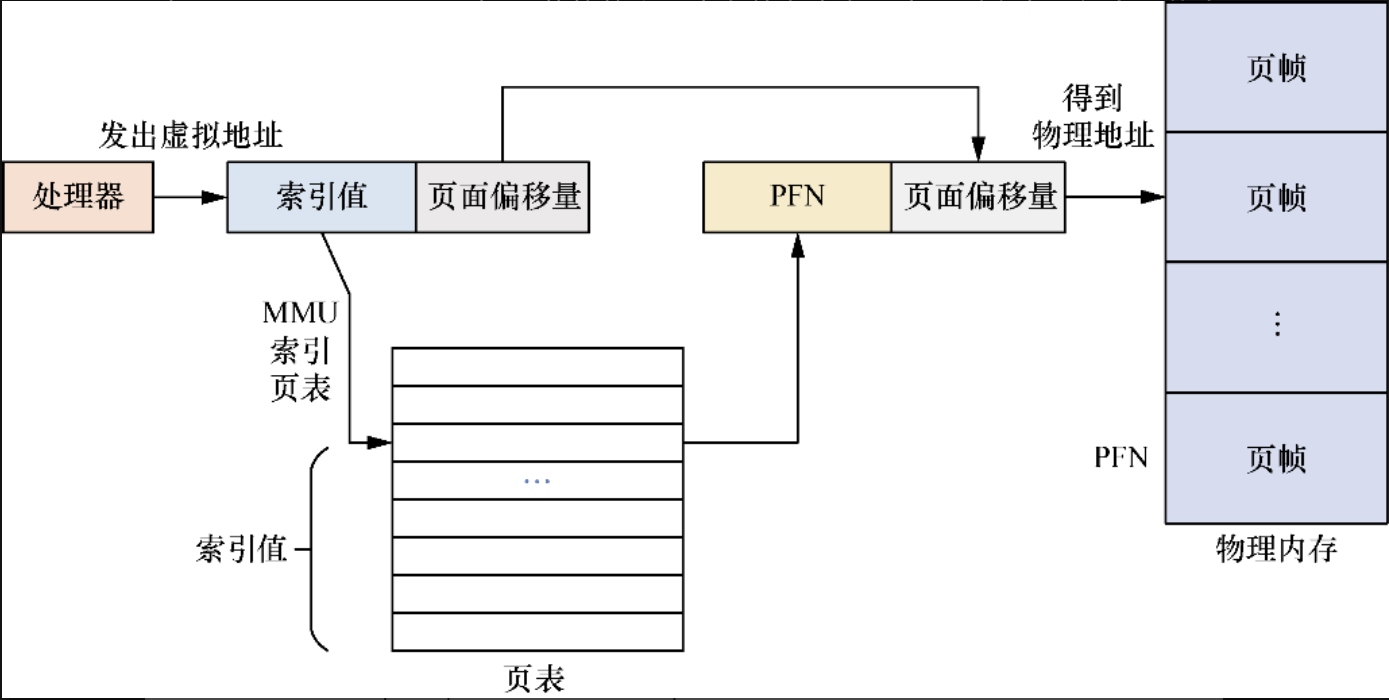 页帧
得到
物理地址
发出虚拟地址
处理器
索引值
页面偏移量
PFN
页面偏移量
页帧
MMU
索引
页表
⋮
…
PFN
页帧
索引值
物理内存
页表